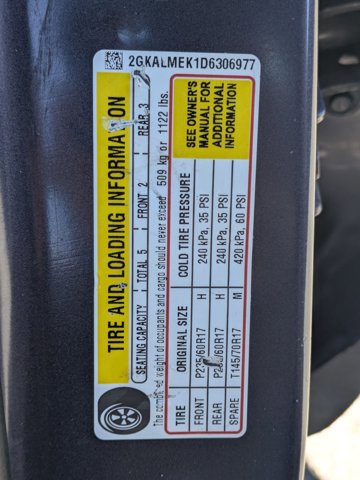 2GKALMEK1D6306977
TIRE AND LOADING INFORMATION
SEATING CAPACITY TOTAL 5 FRONT 2 REAR 3
The combined weight of occupants and cargo should never exceed 509 kg or 1122 lbs.
TIRE ORIGINAL SIZE COLD TIRE PRESSURE
FRONT P235/60R17 H 240 kPa, 35 PSI
REAR H 240 kPa, 35 PSI
SPARE T145/70R17 M 420 kPa, 60 PSI
SEE OWNER'S
MANUAL FOR
ADDITIONAL
INFORMATION